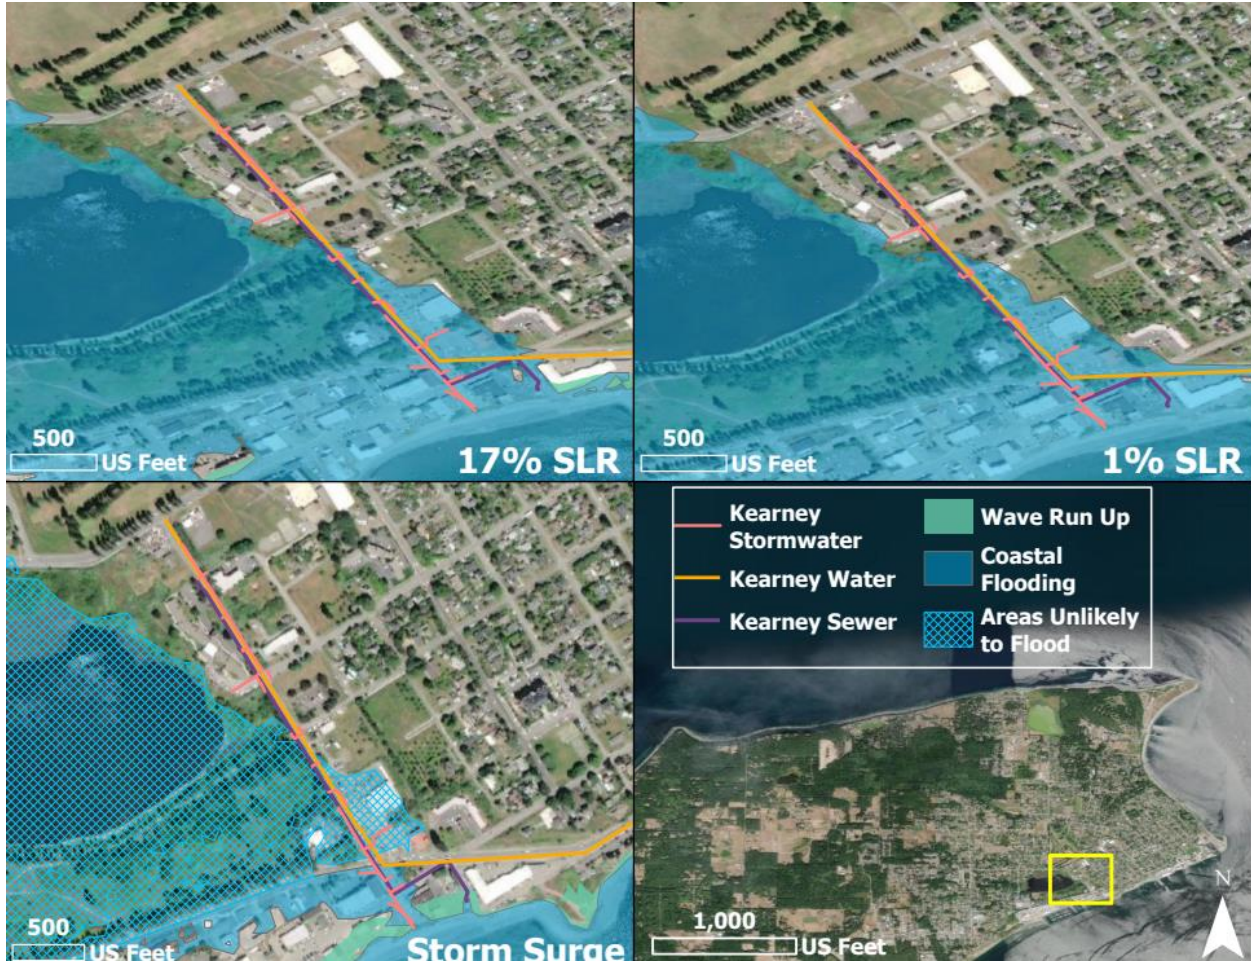 500
US Feet
17% SLR
500
US Feet
1% SLR
500
US Feet
Storm Surge
Kearney
Stormwater
Kearney Water
Kearney Sewer
Wave Run Up
Coastal
Flooding
Areas Unlikely
to Flood
1,000
US Feet
N